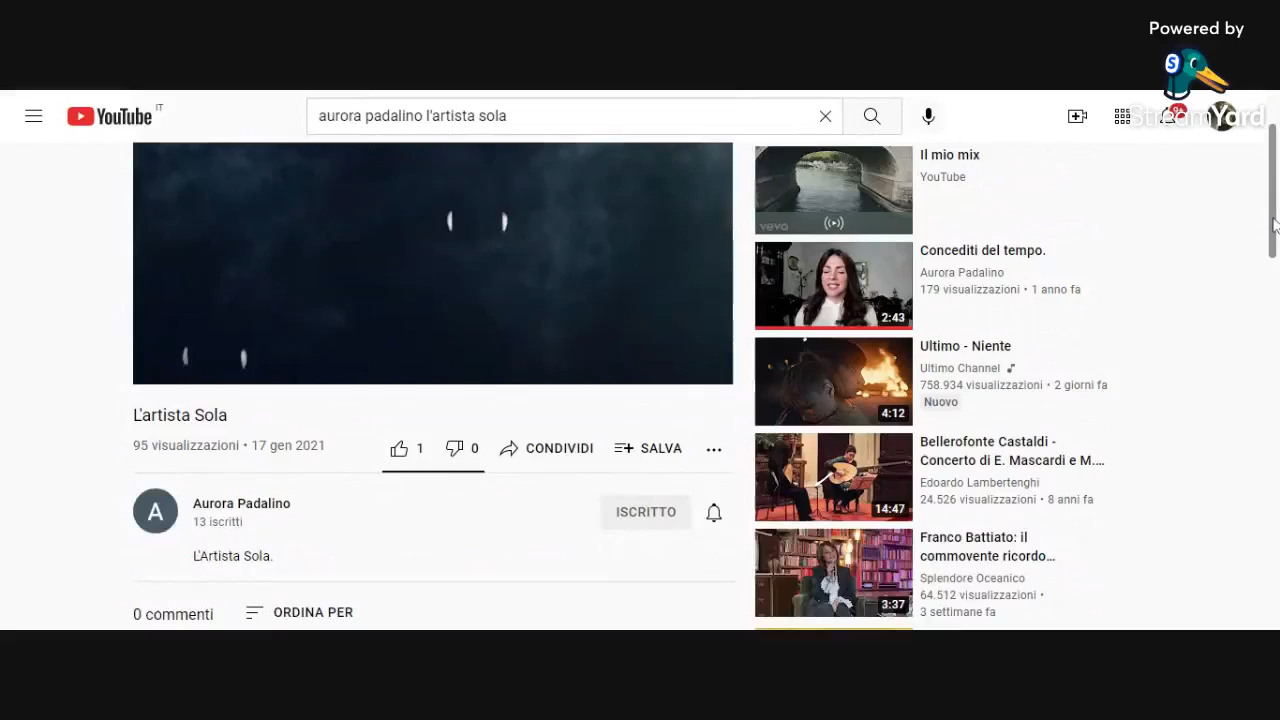 Powered by
StreamYard
YouTube IT
aurora padalino l'artista sola
9+
L'artista Sola
95 visualizzazioni • 17 gen 2021
1
0
CONDIVIDI
SALVA
A
Aurora Padalino
13 iscritti
ISCRITTO
L'Artista Sola.
0 commenti
ORDINA PER
vevo
Il mio mix
YouTube
2:43
Concediti del tempo.
Aurora Padalino
179 visualizzazioni • 1 anno fa
4:12
Ultimo - Niente
Ultimo Channel
758.934 visualizzazioni • 2 giorni fa
Nuovo
14:47
Bellerofonte Castaldi -
Concerto di E. Mascardi e M....
Edoardo Lambertenghi
24.526 visualizzazioni • 8 anni fa
3:37
Franco Battiato: il
commovente ricordo...
Splendore Oceanico
64.512 visualizzazioni •
3 settimane fa